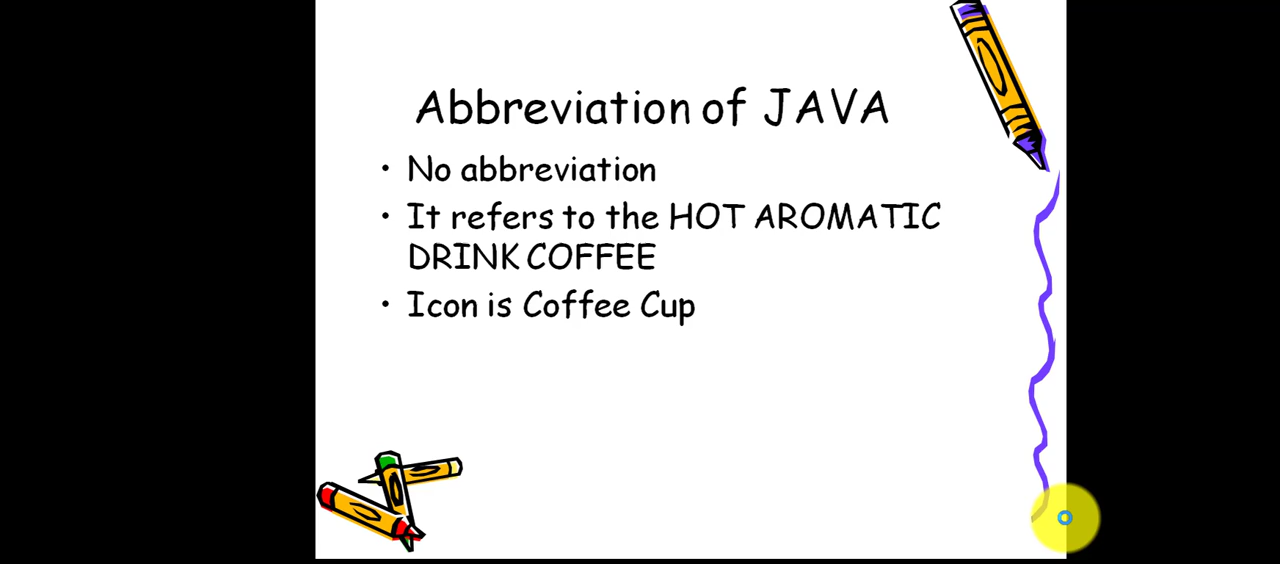 Abbreviation of JAVA
• No abbreviation
• It refers to the HOT AROMATIC
DRINK COFFEE
• Icon is Coffee Cup